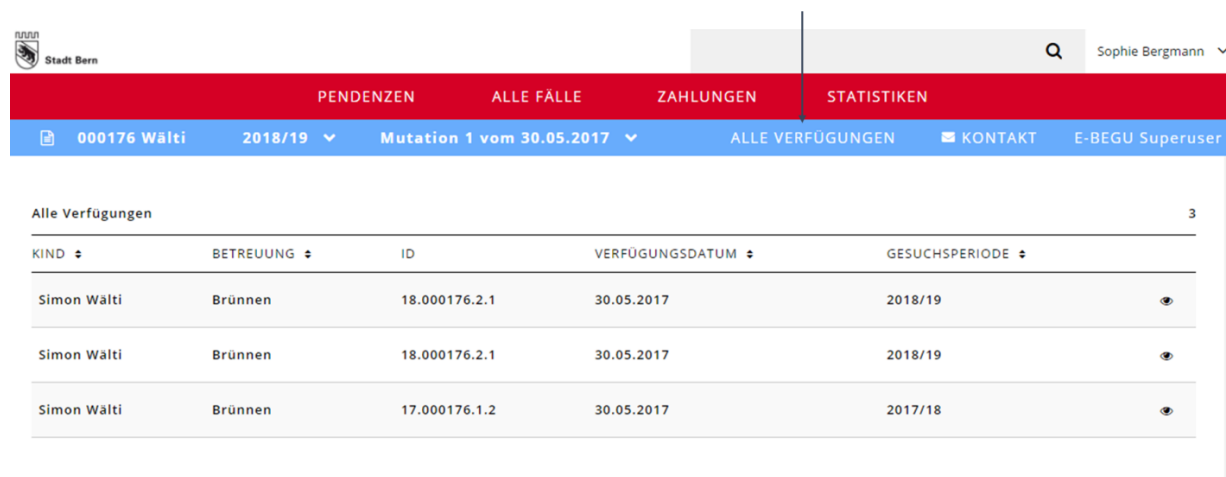 Stadt Bern
Sophie Bergmann
PENDENZEN ALLE FÄLLE ZAHLUNGEN STATISTIKEN
000176 Wälti 2018/19 Mutation 1 vom 30.05.2017 ALLE VERFÜGUNGEN KONTAKT E-BEGU Superuser
Alle Verfügungen 3
KIND BETREUUNG ID VERFÜGUNGSDATUM GESUCHSPERIODE
Simon Wälti Brünnen 18.000176.2.1 30.05.2017 2018/19
Simon Wälti Brünnen 18.000176.2.1 30.05.2017 2018/19
Simon Wälti Brünnen 17.000176.1.2 30.05.2017 2017/18